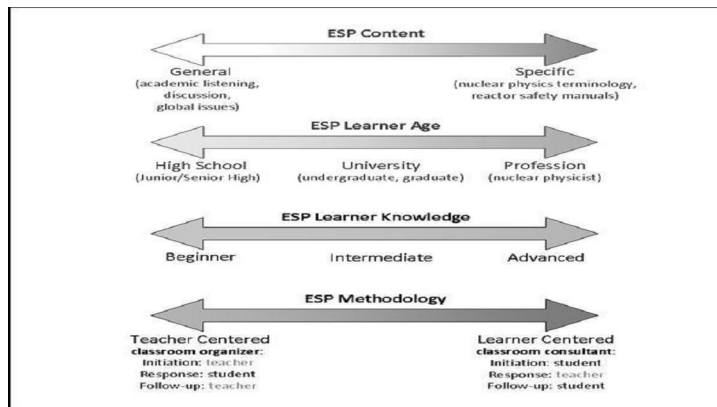 ESP Content
General Specific
(academic listening, (nuclear physics terminology,
discussion, reactor safety manuals)
global issues)
ESP Learner Age
High School University Profession
(Junior/Senior High) (undergraduate, graduate) (nuclear physicist)
ESP Learner Knowledge
Beginner Intermediate Advanced
ESP Methodology
Teacher Centered Learner Centered
classroom organizer: classroom consultant:
Initiation: teacher Initiation: student
Response: student Response: teacher
Follow-up: teacher Follow-up: student